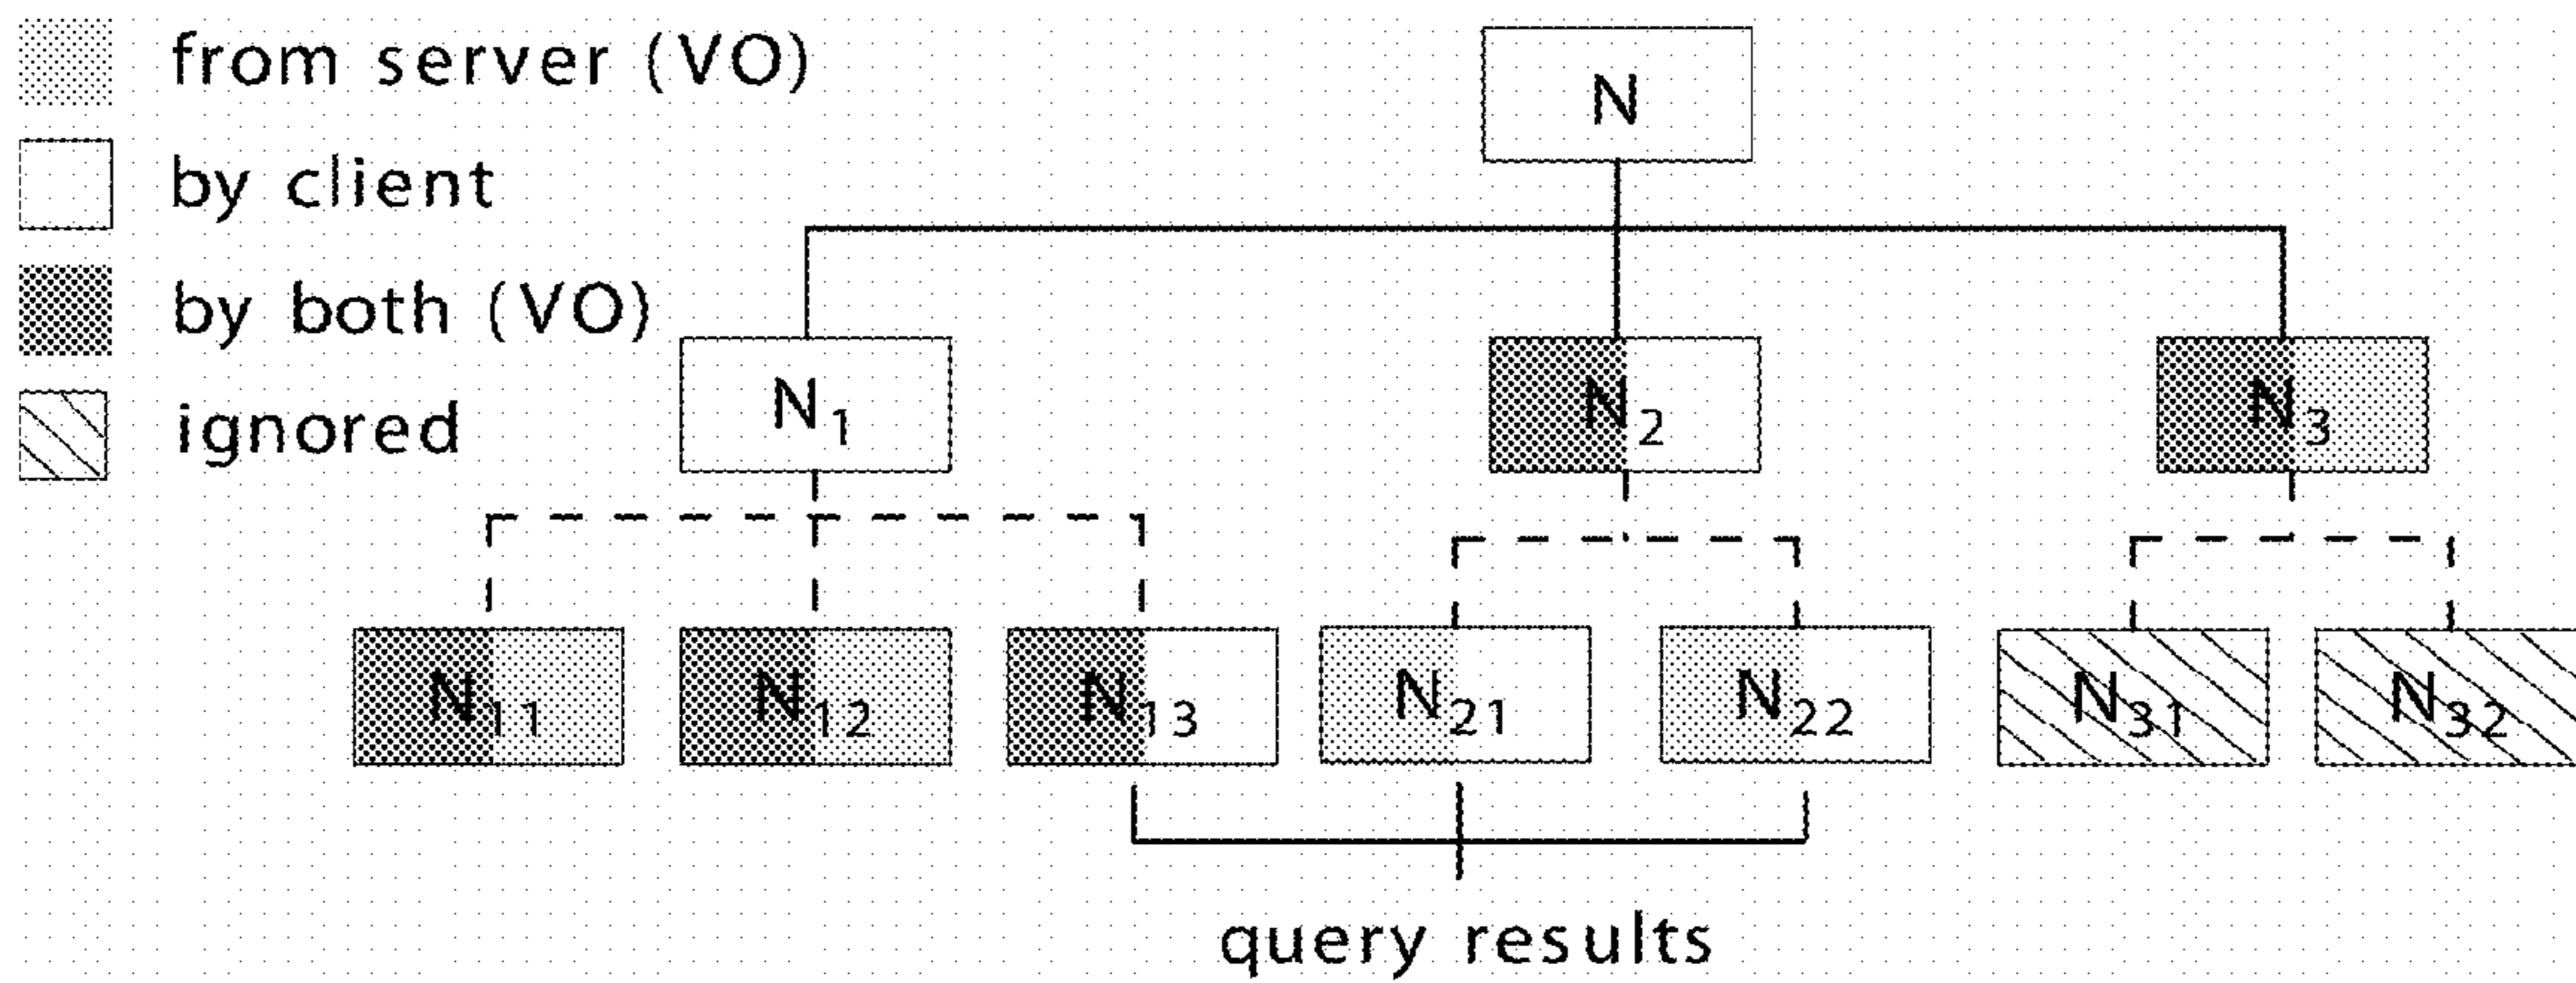 from server (VO)
by client
by both (VO)
ignored
N
N1
N2
N3
N11
N12
N13
N21
N22
N31
N32
query results